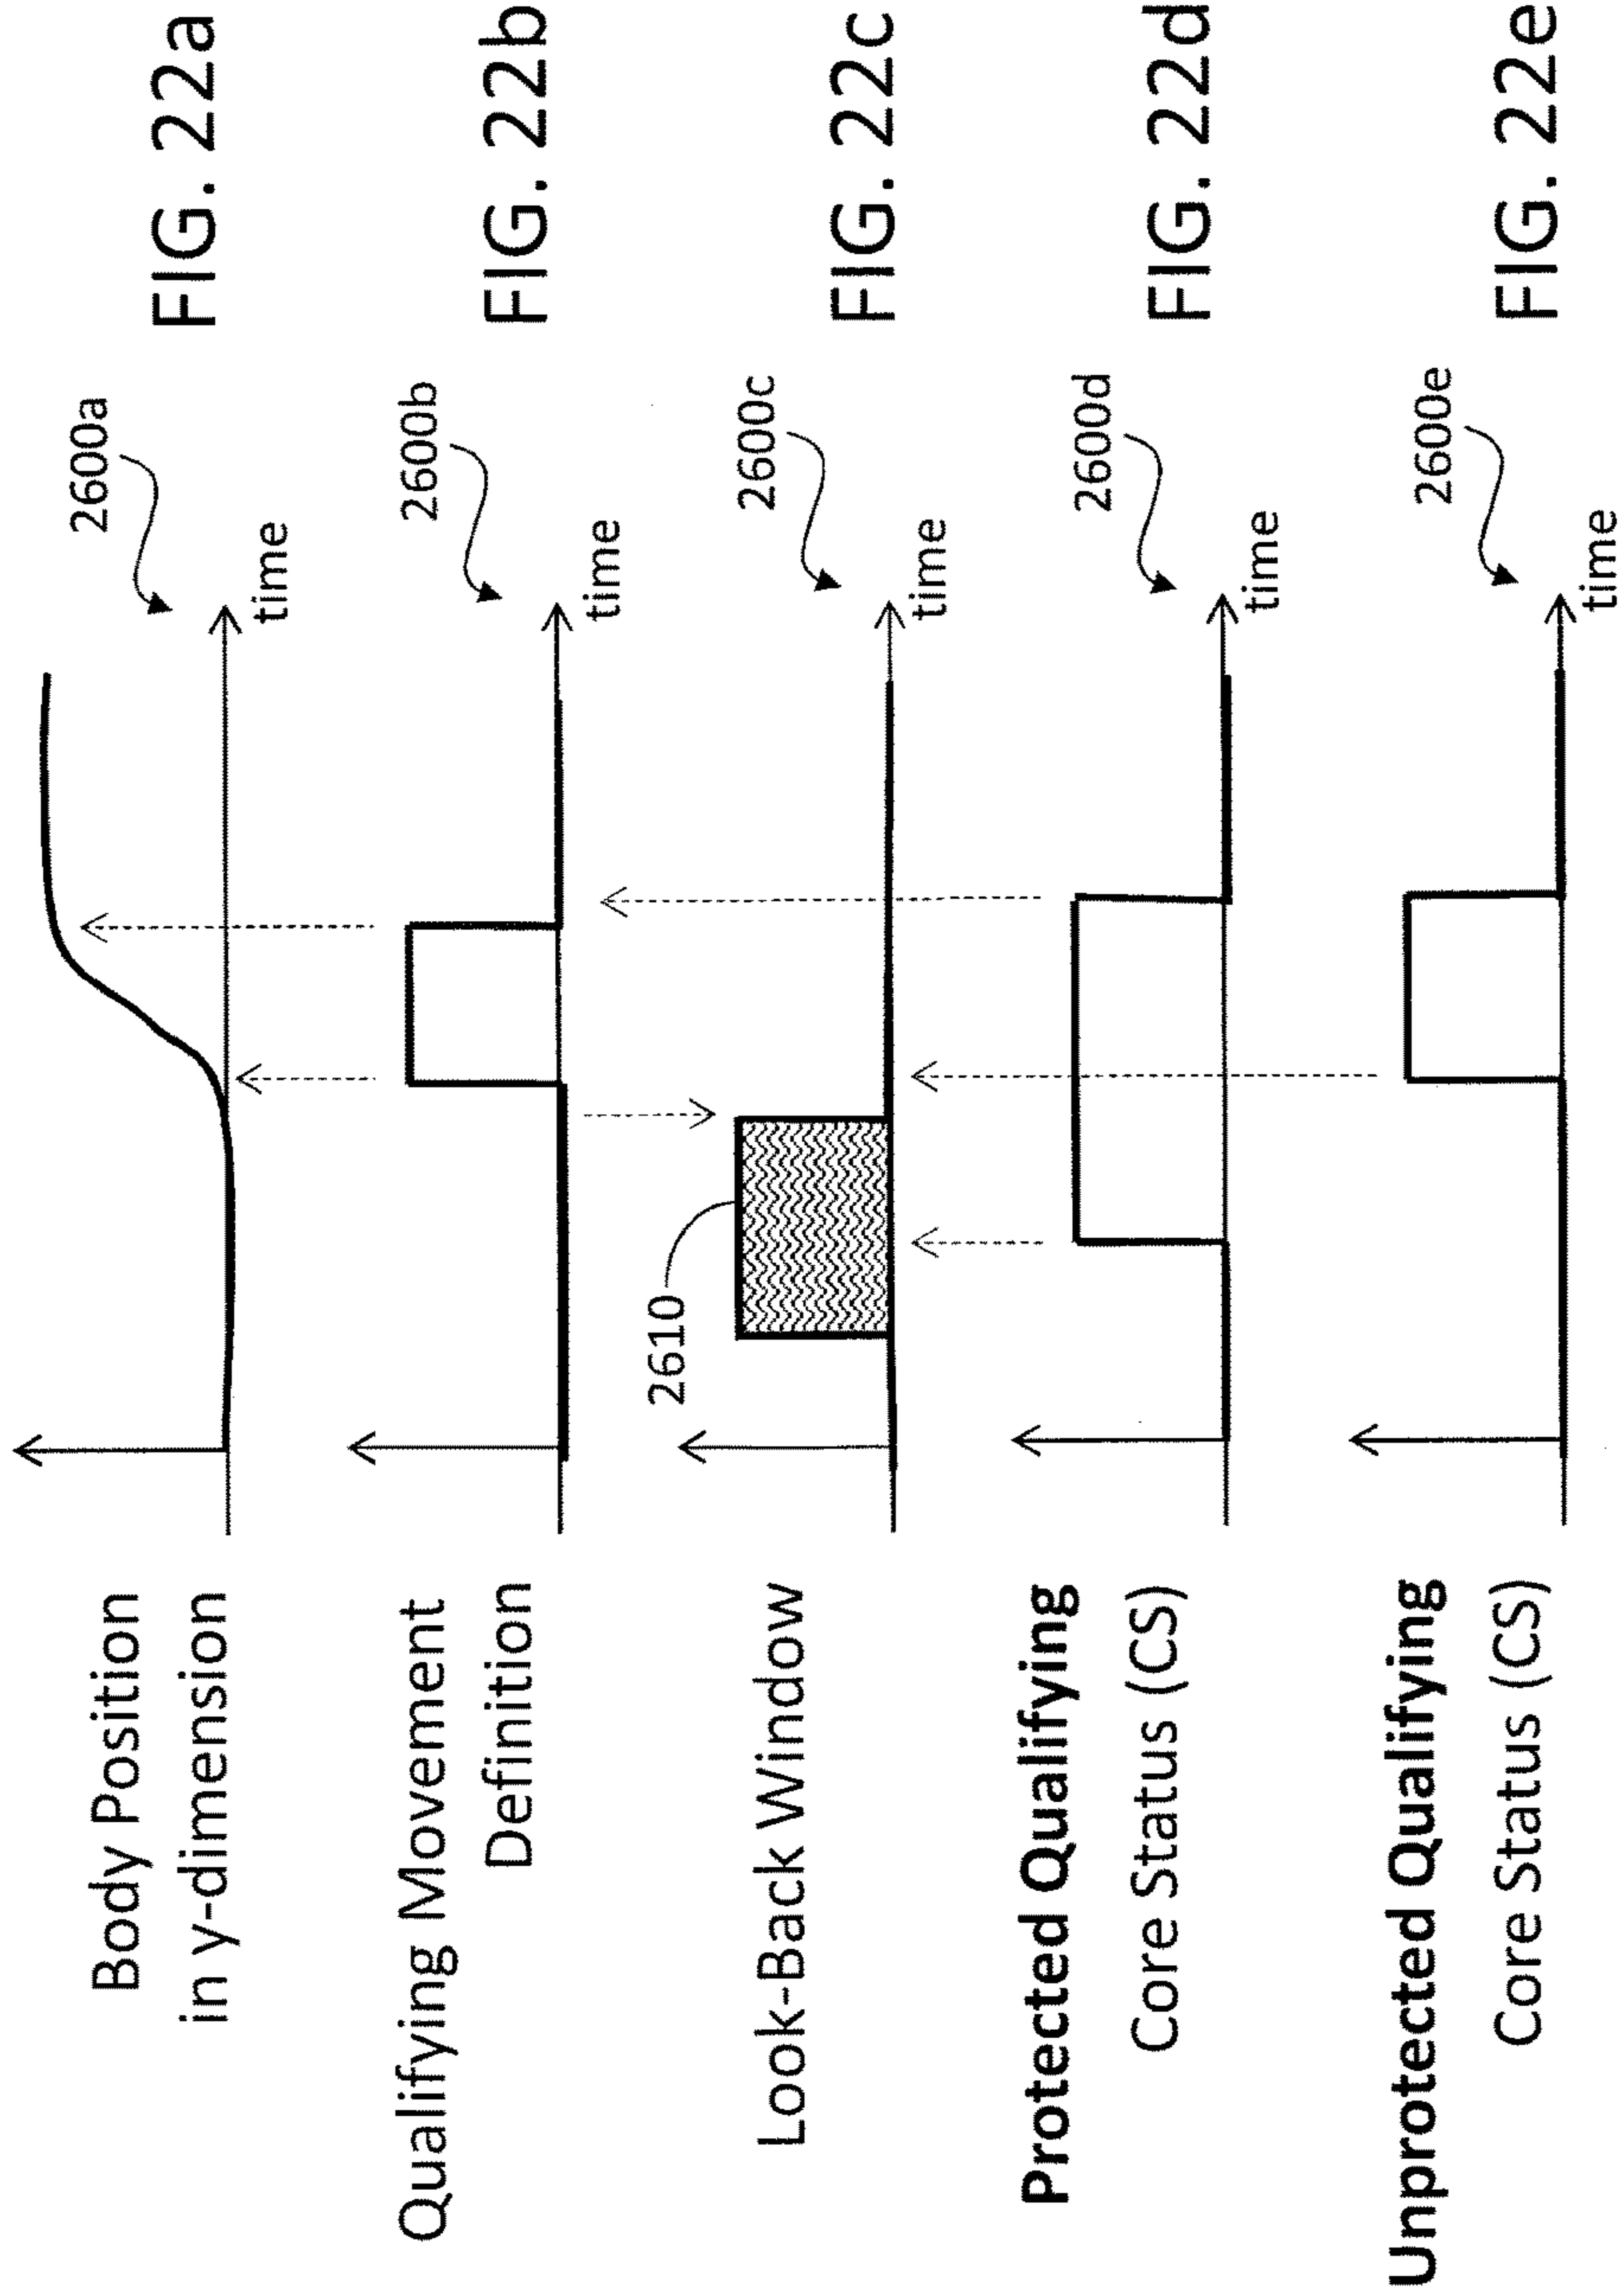 Body Position
in y-dimension
time
2600a
FIG. 22a
Qualifying Movement
Definition
time
2600b
FIG. 22b
Look-Back Window
2610
time
2600c
FIG. 22c
Protected Qualifying
Core Status (CS)
time
2600d
FIG. 22d
Unprotected Qualifying
Core Status (CS)
time
2600e
FIG. 22e